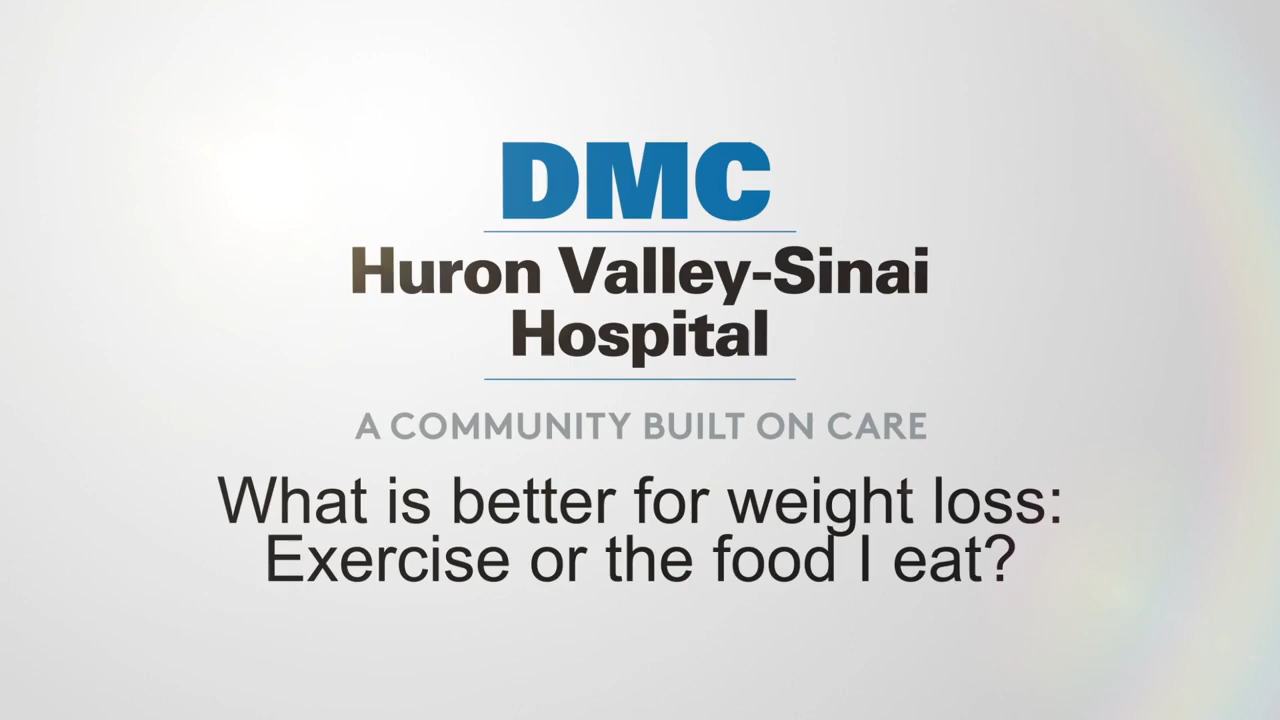 DMC
Huron Valley-Sinai
Hospital
A COMMUNITY BUILT ON CARE
What is better for weight loss:
Exercise or the food I eat?